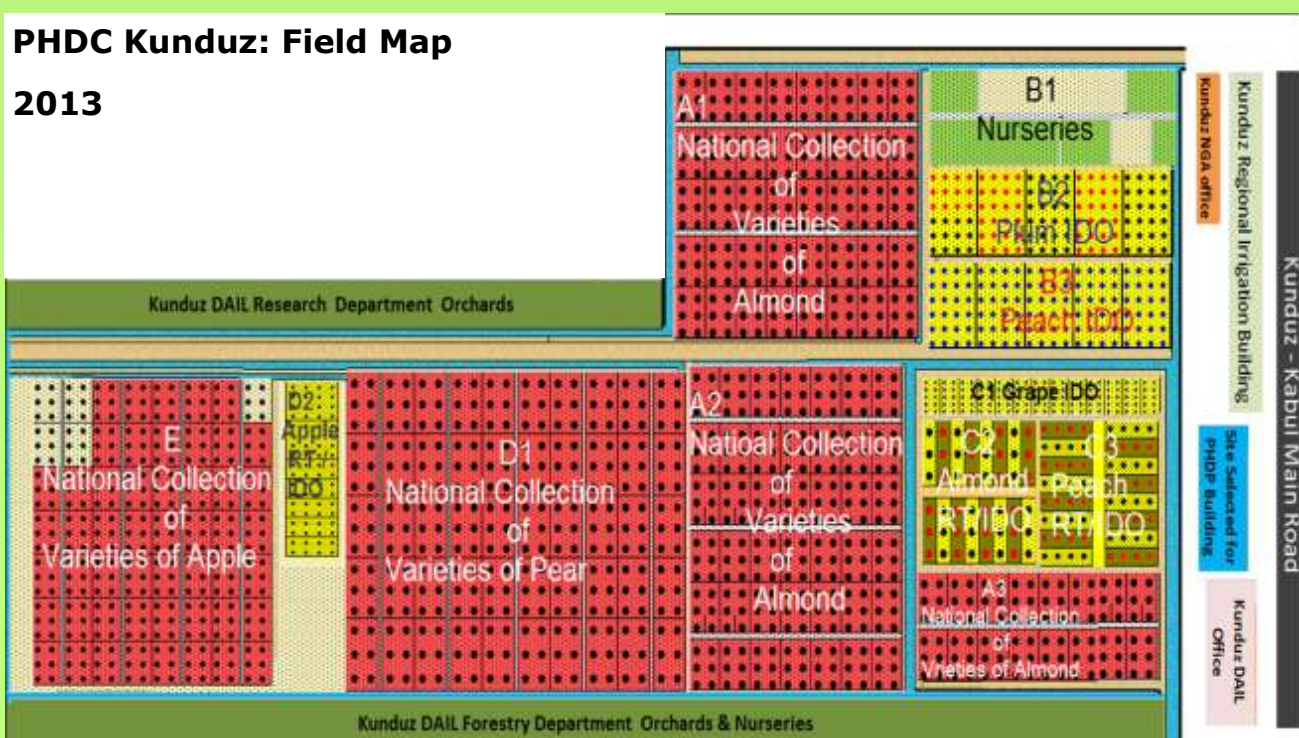 PHDC Kunduz: Field Map
2013
A1
National Collection
of
Varieties
of
Almond
B1
Nurseries
B2
Plum IDO
B3
Peach IDO
Kunduz NGA office
Kunduz Regional Irrigation Building
Kunduz - Kabul Main Road
Kunduz DAIL Research Department Orchards
E
National Collection
of
Varieties of Apple
D2
Apple
RT /
IDO
D1
National Collection
of
Varieties of Pear
A2
Natioal Collection
of
Varieties
of
Almond
C1 Grape IDO
C2
Almond
RT/IDO
C3
Peach
RT/IDO
A3
National Collection
of
Vrieties of Almond
Site Selected for
PHDP Building
Kunduz DAIL
Office
Kunduz DAIL Forestry Department Orchards & Nurseries